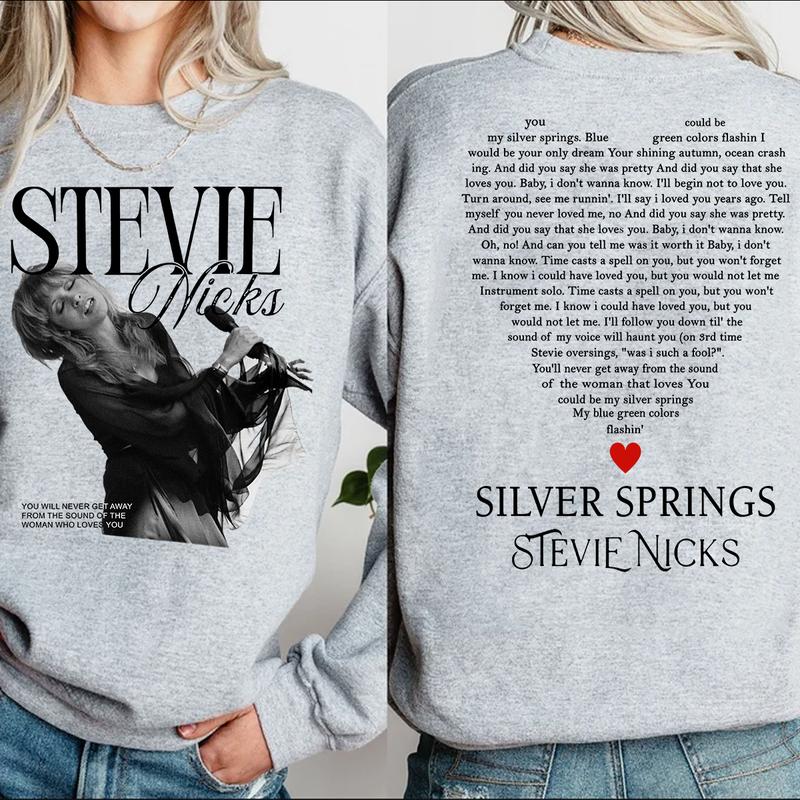 STEVIE
Nicks
YOU WILL NEVER GET AWAY
FROM THE SOUND OF THE
WOMAN WHO LOVES YOU
you could be
my silver springs. Blue green colors flashin I
would be your only dream Your shining autumn, ocean crash
ing. And did you say she was pretty And did you say that she
loves you. Baby, i don't wanna know. I'll begin not to love you.
Turn around, see me runnin'. I'll say i loved you years ago. Tell
myself you never loved me, no And did you say she was pretty.
And did you say that she loves you. Baby, i don't wanna know.
Oh, no! And can you tell me was it worth it Baby, i don't
wanna know. Time casts a spell on you, but you won't forget
me. I know i could have loved you, but you would not let me
Instrument solo. Time casts a spell on you, but you won't
forget me. I know i could have loved you, but you
would not let me. I'll follow you down til' the
sound of my voice will haunt you (on 3rd time
Stevie oversings, "was i such a fool?".
You'll never get away from the sound
of the woman that loves You
could be my silver springs
My blue green colors
flashin'
SILVER SPRINGS
STEVIE NICKS